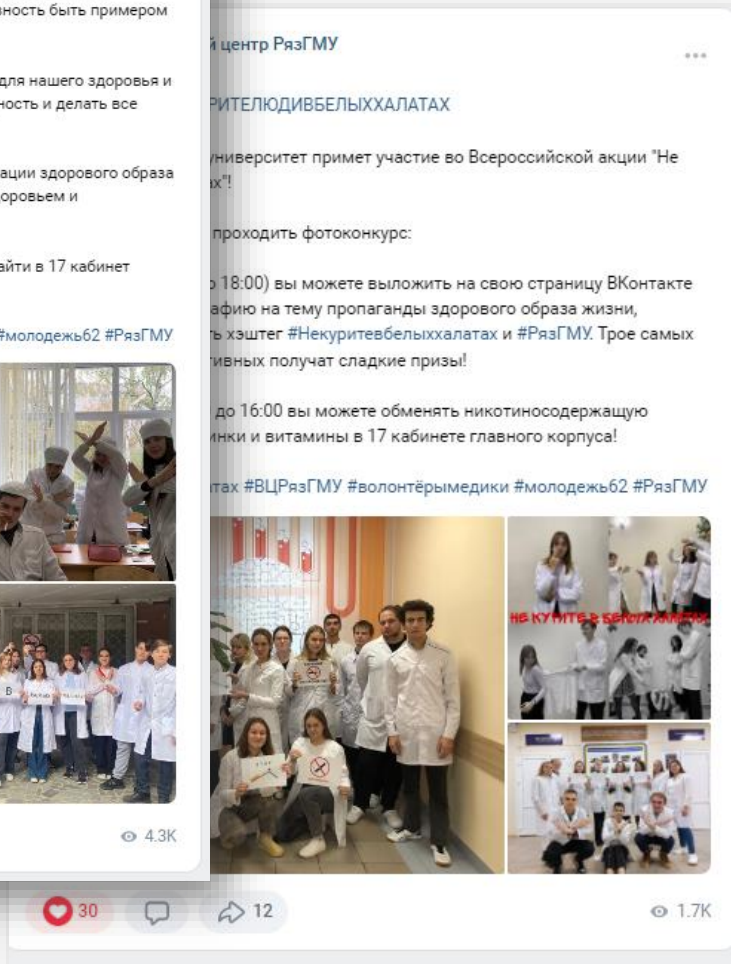 вность быть примером
для нашего здоровья и
ность и делать все
ации здорового образа
доровьем и
айти в 17 кабинет
#молодежь62 #РязГМУ
4.3K
й центр РязГМУ
РИТЕЛЮДИВБЕЛЫХХАЛАТАХ
университет примет участие во Всероссийской акции "Не
ах"!
проходить фотоконкурс:
о 18:00) вы можете выложить на свою страницу ВКонтакте
афию на тему пропаганды здорового образа жизни,
ть хэштег #Некуритевбелыххалатах и #РязГМУ. Трое самых
тивных получат сладкие призы!
до 16:00 вы можете обменять никотиносодержащую
инки и витамины в 17 кабинете главного корпуса!
атах #ВЦРязГМУ #волонтёрымедики #молодежь62 #РязГМУ
НЕ КУРИТЕ В БЕЛЫХ ХАЛАТАХ
30
12
1.7K